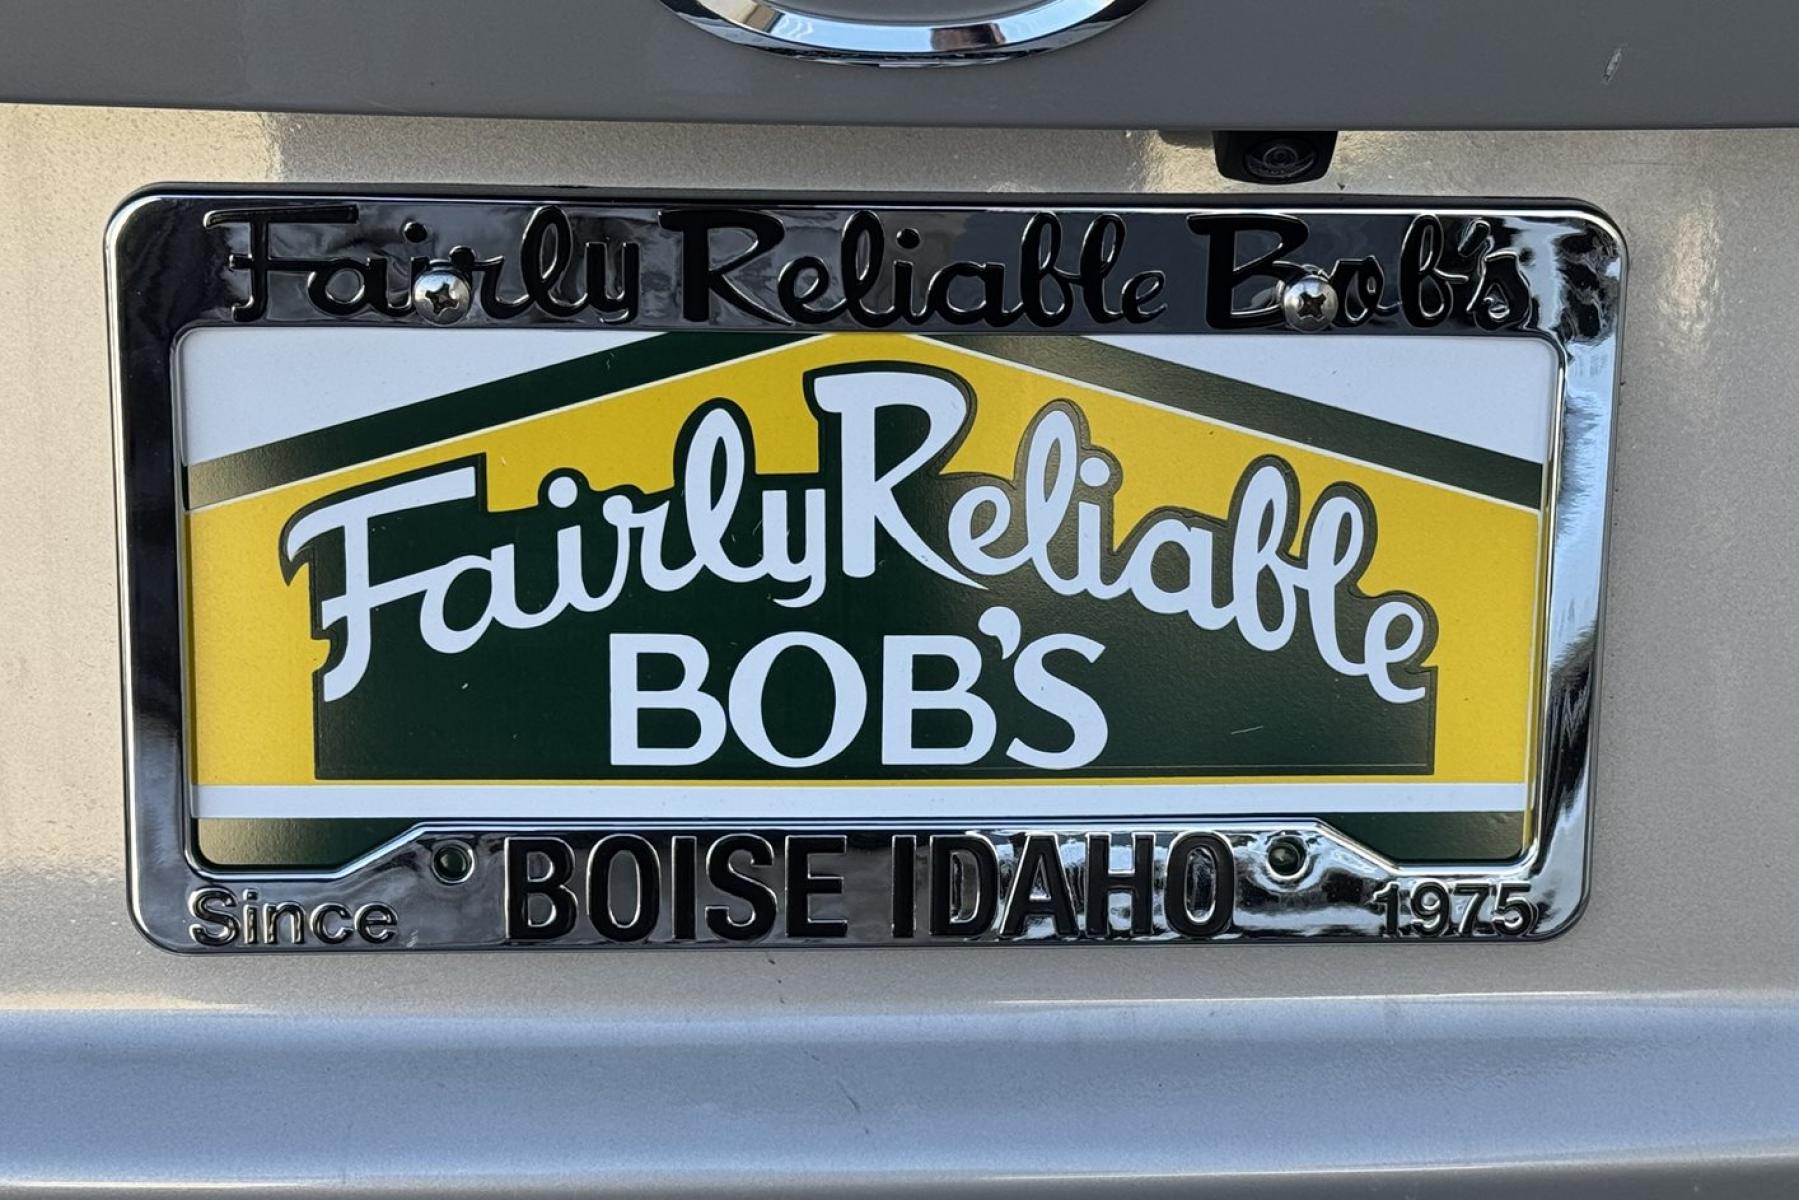 Fairly Reliable Bob's
Fairly Reliable
BOB'S
Since BOISE IDAHO 1975